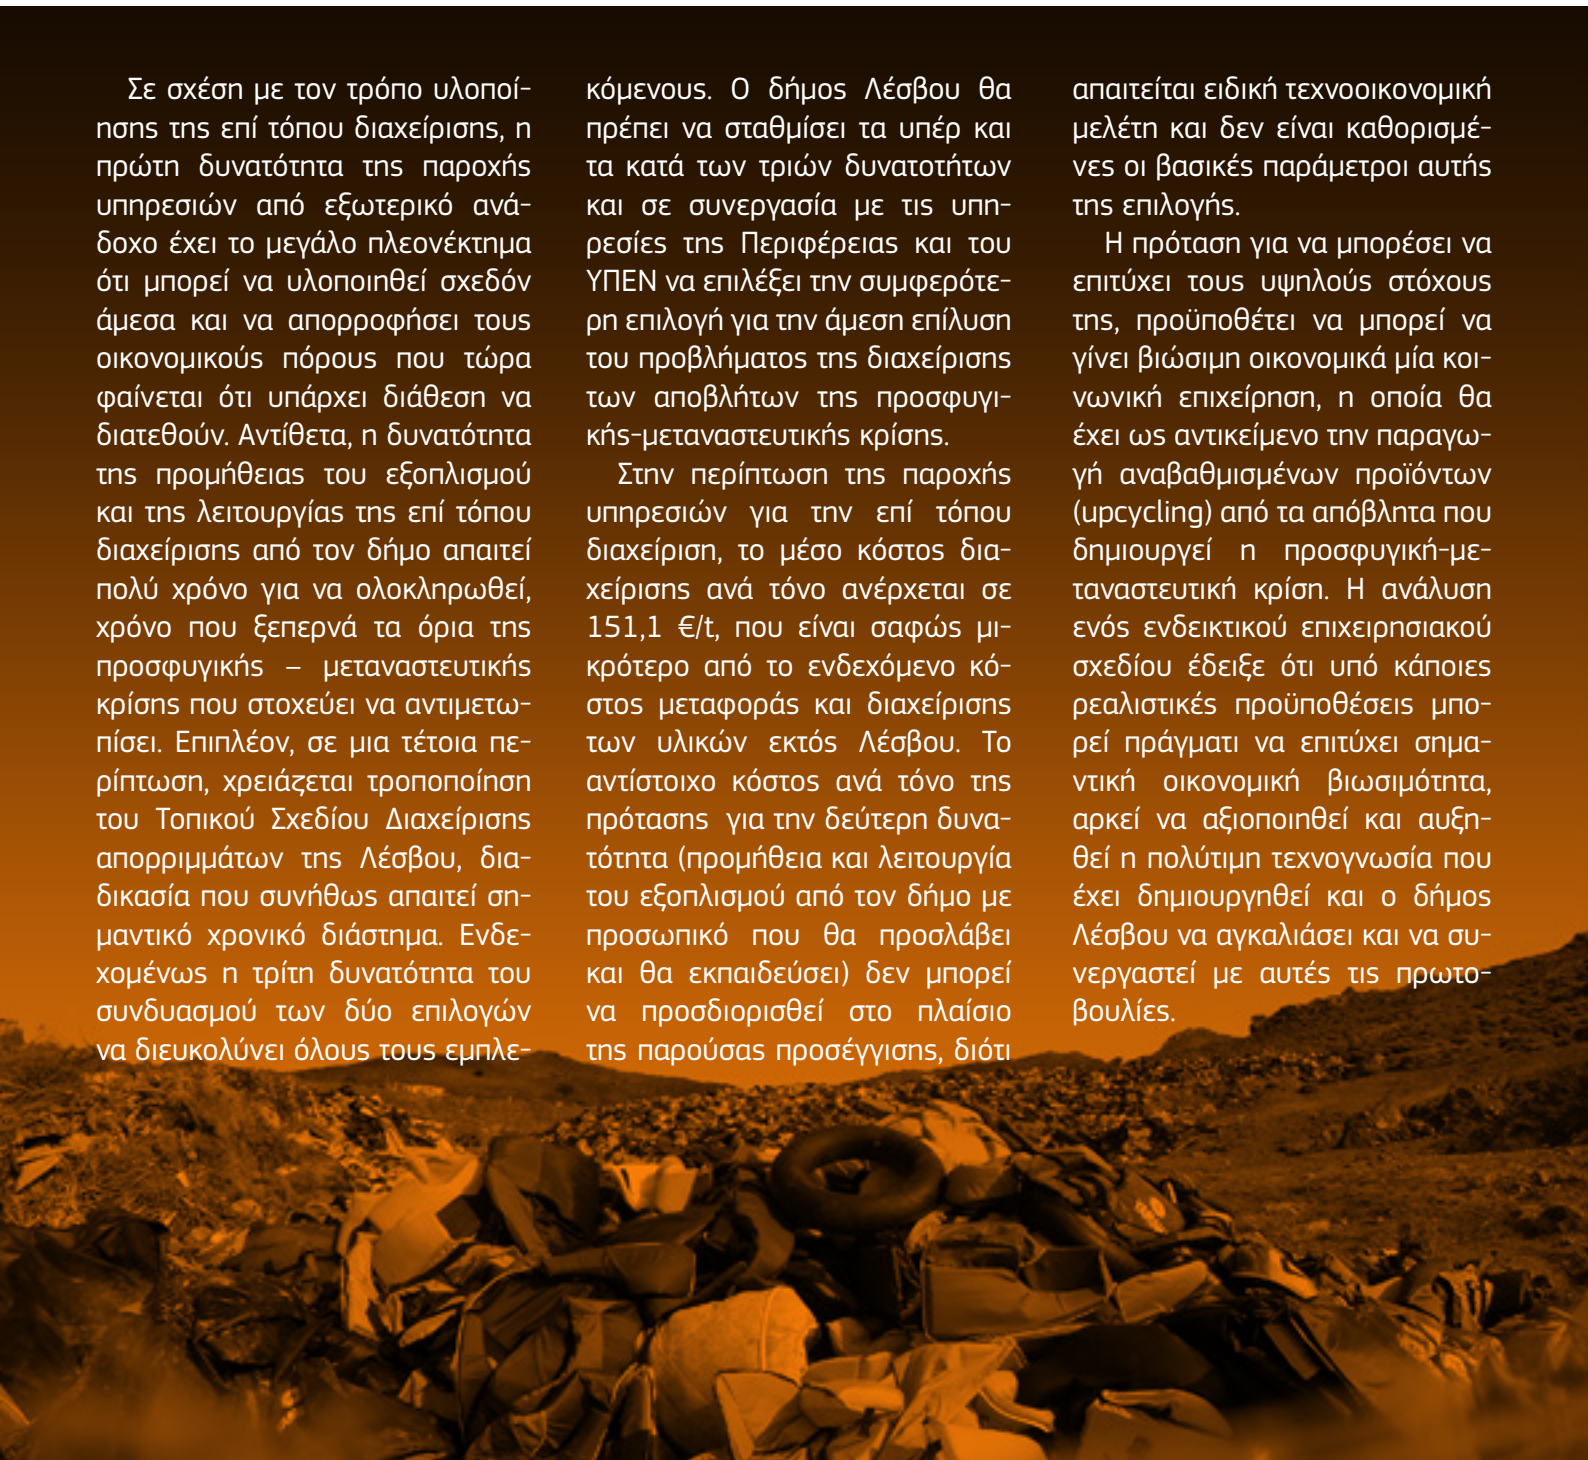 Σε σχέση με τον τρόπο υλοποί-
ησης της επί τόπου διαχείρισης, η
πρώτη δυνατότητα της παροχής
υπηρεσιών από εξωτερικό ανά-
δοχο έχει το μεγάλο πλεονέκτημα
ότι μπορεί να υλοποιηθεί σχεδόν
άμεσα και να απορροφήσει τους
οικονομικούς πόρους που τώρα
φαίνεται ότι υπάρχει διάθεση να
διατεθούν. Αντίθετα, η δυνατότητα
της προμήθειας του εξοπλισμού
και της λειτουργίας της επί τόπου
διαχείρισης από τον δήμο απαιτεί
πολύ χρόνο για να ολοκληρωθεί,
χρόνο που ξεπερνά τα όρια της
προσφυγικής – μεταναστευτικής
κρίσης που στοχεύει να αντιμετω-
πίσει. Επιπλέον, σε μια τέτοια πε-
ρίπτωση, χρειάζεται τροποποίηση
του Τοπικού Σχεδίου Διαχείρισης
απορριμμάτων της Λέσβου, δια-
δικασία που συνήθως απαιτεί ση-
μαντικό χρονικό διάστημα. Ενδε-
χομένως η τρίτη δυνατότητα του
συνδυασμού των δύο επιλογών
να διευκολύνει όλους τους εμπλε-
κόμενους. Ο δήμος Λέσβου θα
πρέπει να σταθμίσει τα υπέρ και
τα κατά των τριών δυνατοτήτων
και σε συνεργασία με τις υπη-
ρεσίες της Περιφέρειας και του
ΥΠΕΝ να επιλέξει την συμφερότε-
ρη επιλογή για την άμεση επίλυση
του προβλήματος της διαχείρισης
των αποβλήτων της προσφυγι-
κής-μεταναστευτικής κρίσης.
Στην περίπτωση της παροχής
υπηρεσιών για την επί τόπου
διαχείριση, το μέσο κόστος δια-
χείρισης ανά τόνο ανέρχεται σε
151,1 €/t, που είναι σαφώς μι-
κρότερο από το ενδεχόμενο κό-
στος μεταφοράς και διαχείρισης
των υλικών εκτός Λέσβου. Το
αντίστοιχο κόστος ανά τόνο της
πρότασης για την δεύτερη δυνα-
τότητα (προμήθεια και λειτουργία
του εξοπλισμού από τον δήμο με
προσωπικό που θα προσλάβει
και θα εκπαιδεύσει) δεν μπορεί
να προσδιορισθεί στο πλαίσιο
της παρούσας προσέγγισης, διότι
απαιτείται ειδική τεχνοοικονομική
μελέτη και δεν είναι καθορισμέ-
νες οι βασικές παράμετροι αυτής
της επιλογής.
Η πρόταση για να μπορέσει να
επιτύχει τους υψηλούς στόχους
της, προϋποθέτει να μπορεί να
γίνει βιώσιμη οικονομικά μία κοι-
νωνική επιχείρηση, η οποία θα
έχει ως αντικείμενο την παραγω-
γή αναβαθμισμένων προϊόντων
(upcycling) από τα απόβλητα που
δημιουργεί η προσφυγική-με-
ταναστευτική κρίση. Η ανάλυση
ενός ενδεικτικού επιχειρησιακού
σχεδίου έδειξε ότι υπό κάποιες
ρεαλιστικές προϋποθέσεις μπο-
ρεί πράγματι να επιτύχει σημα-
ντική οικονομική βιωσιμότητα,
αρκεί να αξιοποιηθεί και αυξη-
θεί η πολύτιμη τεχνογνωσία που
έχει δημιουργηθεί και ο δήμος
Λέσβου να αγκαλιάσει και να συ-
νεργαστεί με αυτές τις πρωτο-
βουλίες.